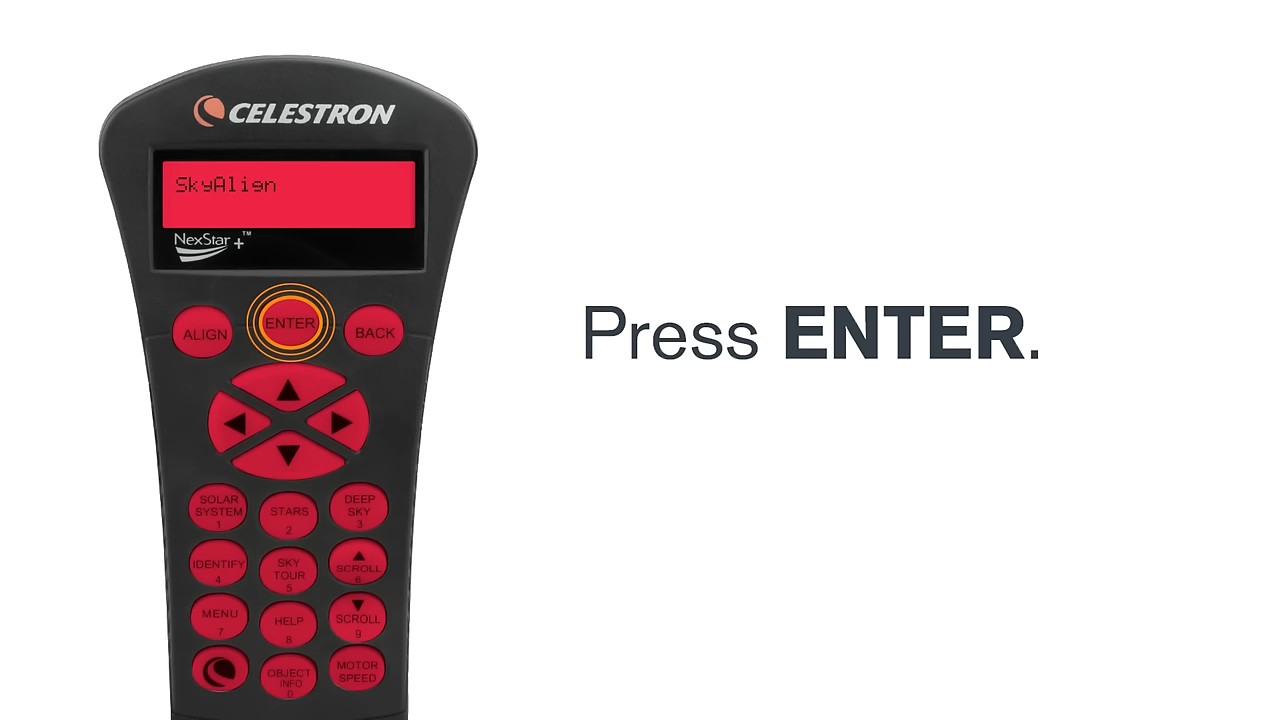 CELESTRON
SkyAlign
NexStar +™
ALIGN
ENTER
BACK
Press ENTER.
SOLAR
SYSTEM
1
STARS
2
DEEP
SKY
3
IDENTIFY
4
SKY
TOUR
5
SCROLL
6
MENU
7
HELP
8
SCROLL
9
OBJECT
INFO
0
MOTOR
SPEED